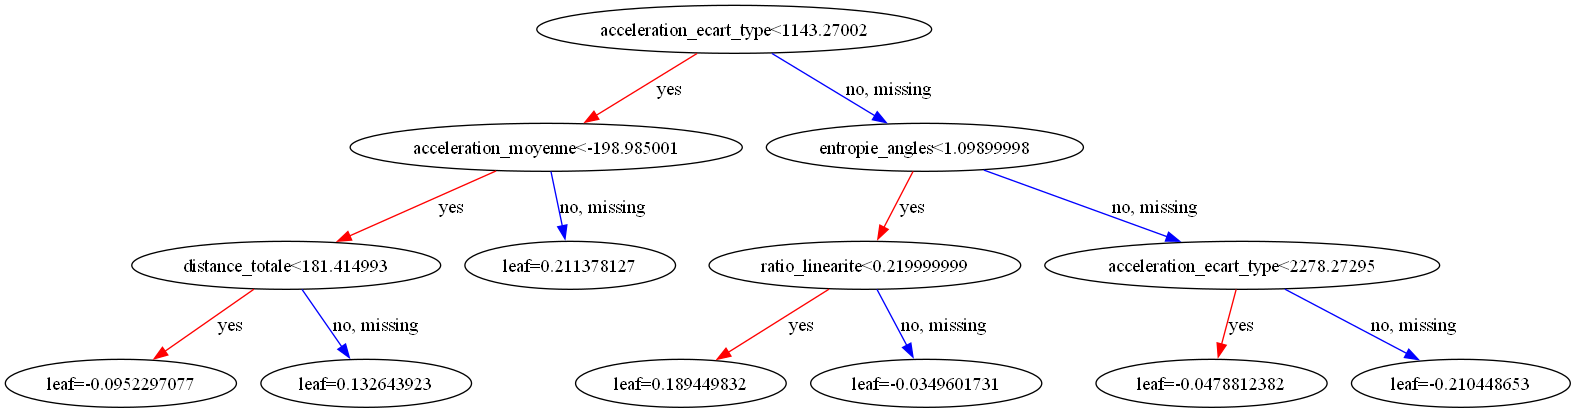 acceleration_ecart_type<1143.27002
yes
no, missing
acceleration_moyenne<-198.985001
entropie_angles<1.09899998
yes
no, missing
yes
no, missing
distance_totale<181.414993
leaf=0.211378127
ratio_linearite<0.219999999
acceleration_ecart_type<2278.27295
yes
no, missing
yes
no, missing
yes
no, missing
leaf=-0.0952297077
leaf=0.132643923
leaf=0.189449832
leaf=-0.0349601731
leaf=-0.0478812382
leaf=-0.210448653